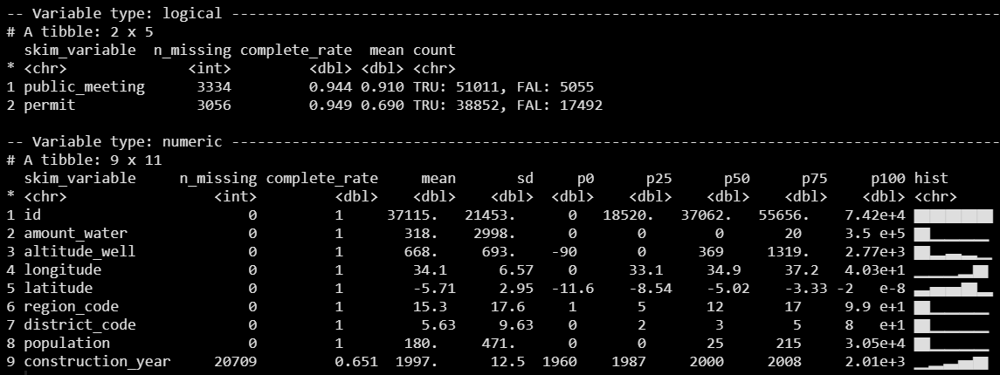 -- Variable type: logical ------------------------------------------------------------------------------------------
# A tibble: 2 x 5
  skim_variable  n_missing complete_rate  mean count
* <chr>              <int>         <dbl> <dbl> <chr>
1 public_meeting      3334         0.944 0.910 TRU: 51011, FAL: 5055
2 permit              3056         0.949 0.690 TRU: 38852, FAL: 17492
-- Variable type: numeric ------------------------------------------------------------------------------------------
# A tibble: 9 x 11
  skim_variable     n_missing complete_rate     mean       sd     p0      p25      p50      p75     p100 hist
* <chr>                 <int>         <dbl>    <dbl>    <dbl>  <dbl>    <dbl>    <dbl>    <dbl>    <dbl> <chr>
1 id                        0         1     37115.   21453.      0    18520.   37062.   55656.    7.42e+4 ▇▇▇▇▇
2 amount_water              0         1       318.    2998.      0        0        0       20     3.5 e+5 ▇▁▁▁▁
3 altitude_well             0         1       668.     693.    -90        0      369     1319.    2.77e+3 ▇▂▃▂▁
4 longitude                 0         1        34.1      6.57    0       33.1     34.9     37.2   4.03e+1 ▁▁▁▂▇
5 latitude                  0         1        -5.71     2.95  -11.6     -8.54    -5.02    -3.33 -2   e-8 ▂▅▅▇▂
6 region_code               0         1        15.3     17.6     1        5       12       17     9.9 e+1 ▇▁▁▁▁
7 district_code             0         1         5.63     9.63    0        2        3        5     8   e+1 ▇▁▁▁▁
8 population                0         1       180.     471.      0        0       25      215     3.05e+4 ▇▁▁▁▁
9 construction_year     20709         0.651  1997.      12.5  1960     1987     2000     2008     2.01e+3 ▁▂▃▅▇